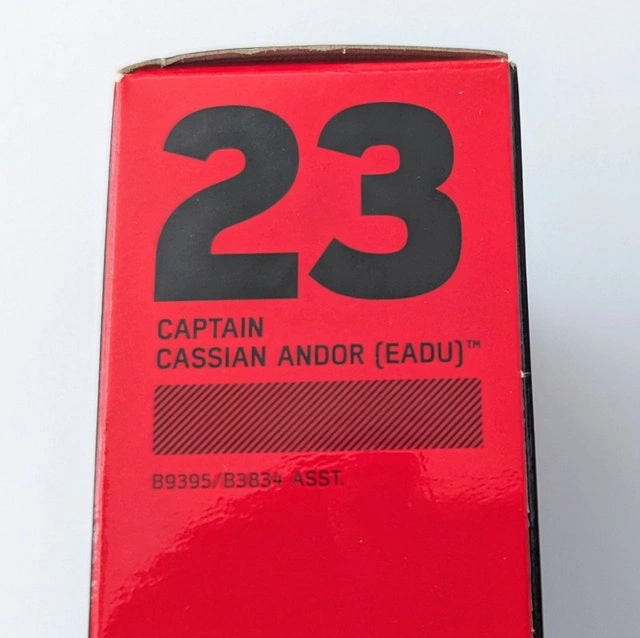 23
CAPTAIN
CASSIAN ANDOR (EADU)™
B9395/B3834 ASST.